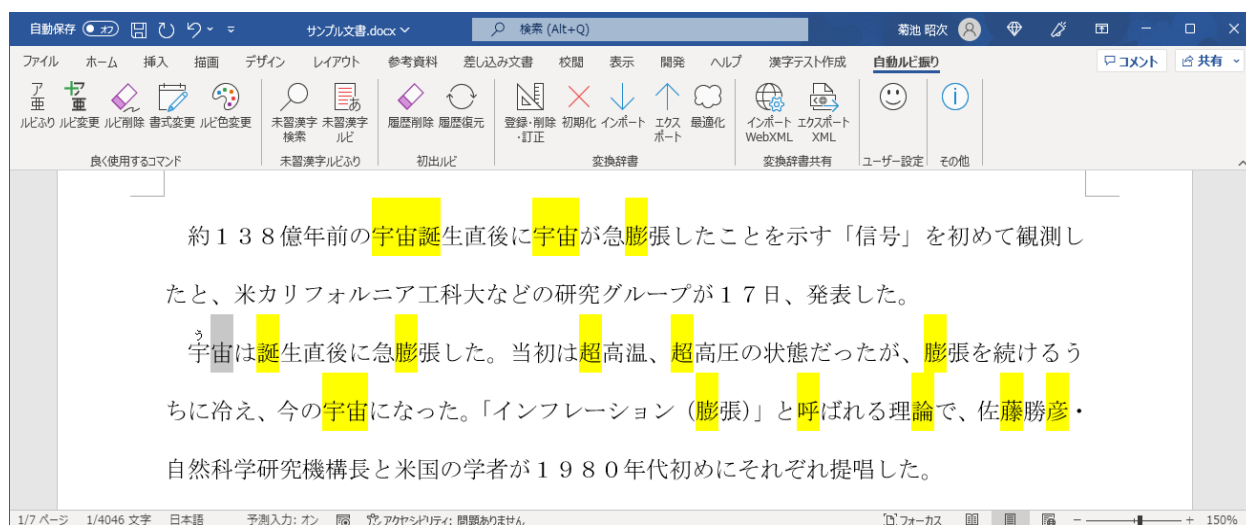 自動保存 オフ サンプル文書.docx 検索 (Alt+Q) 菊池 昭次
ファイル ホーム 挿入 描画 デザイン レイアウト 参考資料 差し込み文書 校閲 表示 開発 ヘルプ 漢字テスト作成 自動ルビ振り コメント 共有
ルビふり ルビ変更 ルビ削除 書式変更 ルビ色変更 未習漢字検索 未習漢字ルビ 履歴削除 履歴復元 登録・削除・訂正 初期化 インポート エクスポート 最適化 インポートWebXML エクスポートXML
良く使用するコマンド 未習漢字ルビふり 初出ルビ 変換辞書 変換辞書共有 ユーザー設定 その他
約138億年前の宇宙誕生直後に宇宙が急膨張したことを示す「信号」を初めて観測し
たと、米カリフォルニア工科大などの研究グループが17日、発表した。
う
宇宙は誕生直後に急膨張した。当初は超高温、超高圧の状態だったが、膨張を続けるう
ちに冷え、今の宇宙になった。「インフレーション（膨張）」と呼ばれる理論で、佐藤勝彦・
自然科学研究機構長と米国の学者が1980年代初めにそれぞれ提唱した。
1/7 ページ 1/4046 文字 日本語 予測入力: オン アクセシビリティ: 問題ありません フォーカス 150%